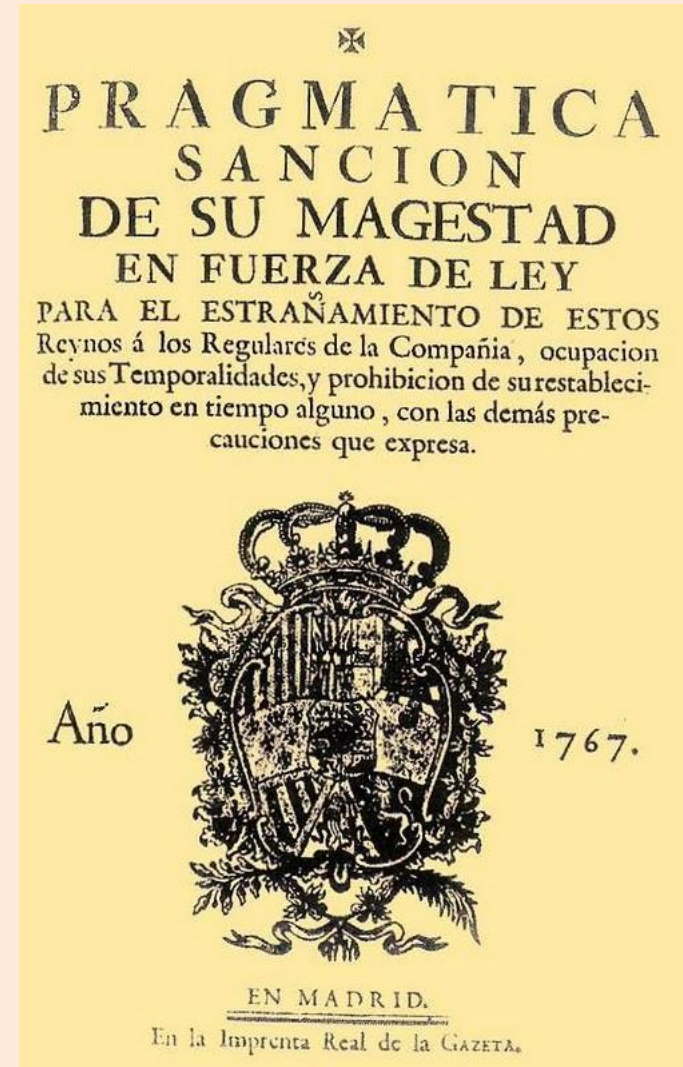 PRAGMATICA
SANCION
DE SU MAGESTAD
EN FUERZA DE LEY
PARA EL ESTRAÑAMIENTO DE ESTOS
Reynos á los Regulares de la Compañia, ocupacion
de sus Temporalidades, y prohibicion de su restableci-
miento en tiempo alguno, con las demás pre-
cauciones que expresa.
Año 1767.
EN MADRID.
En la Imprenta Real de la GAZETA.